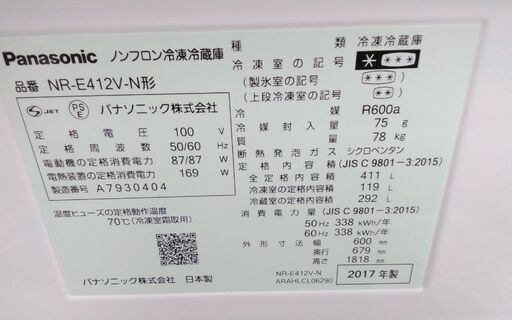 Panasonic ノンフロン冷凍冷蔵庫
品番 NR-E412V-N形
S JET PSE パナソニック株式会社
定格電圧 100 V
定格周波数 50/60 Hz
電動機の定格消費電力 87/87 W
電熱装置の定格消費電力 169 W
製造番号 A7930404
温度ヒューズの定格動作温度
70℃(冷凍室霜取用)
パナソニック株式会社 日本製
種類 冷凍冷蔵庫
冷凍室の記号 * ***
(製氷室の記号 ***)
(上段冷凍室の記号 **)
冷媒 R600a
冷媒封入量 75 g
質量 78 kg
断熱発泡ガス シクロペンタン
定格内容積 (JIS C 9801-3:2015)
全定格内容積 411 L
冷凍室の定格内容積 119 L
冷蔵室の定格内容積 292 L
消費電力量 (JIS C 9801-3:2015)
50Hz 338 kWh/年
60Hz 338 kWh/年
外形寸法 幅 600 mm
奥行 679 mm
高さ 1818 mm
NR-E412V-N
ARAHLCL06290
2017年製